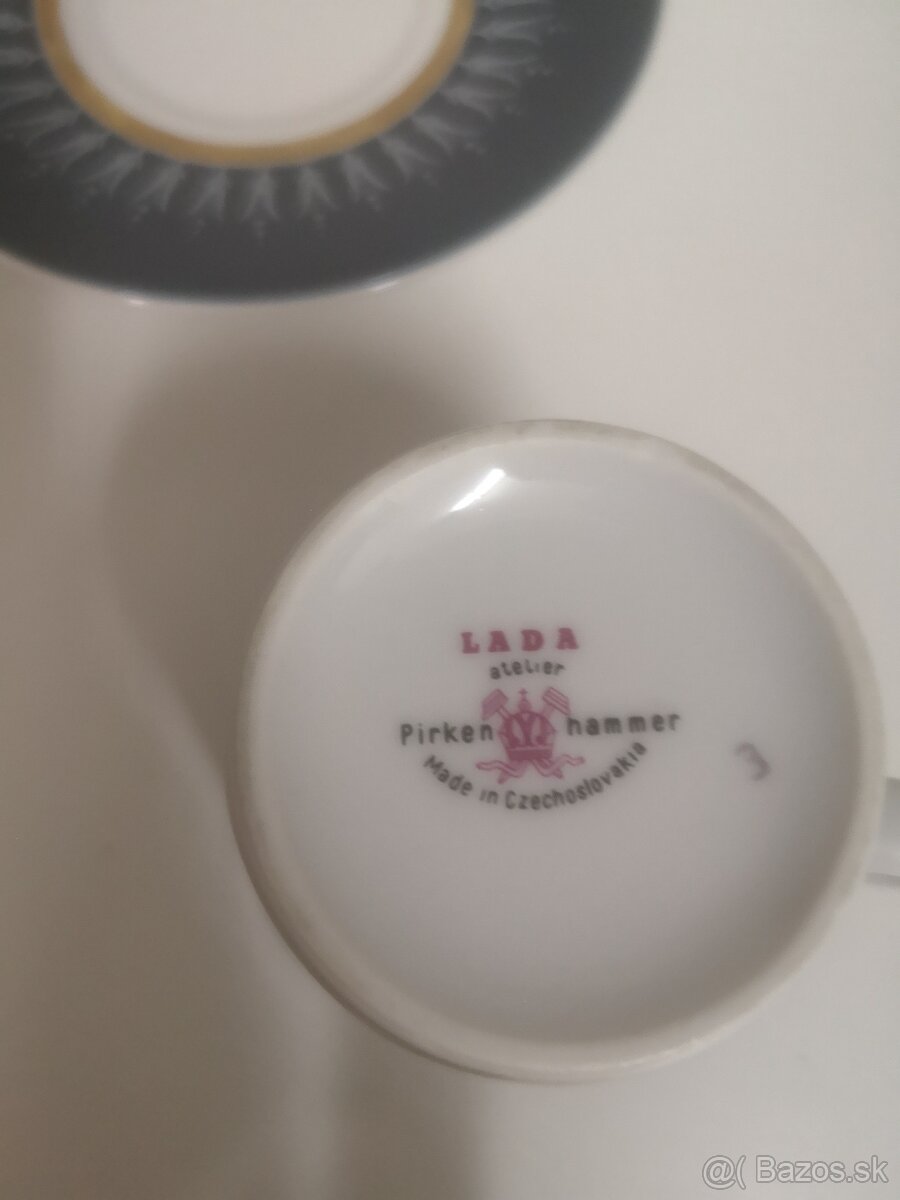 LADA
atelier
Pirken hammer
Made in Czechoslovakia
3
@( Bazos.sk